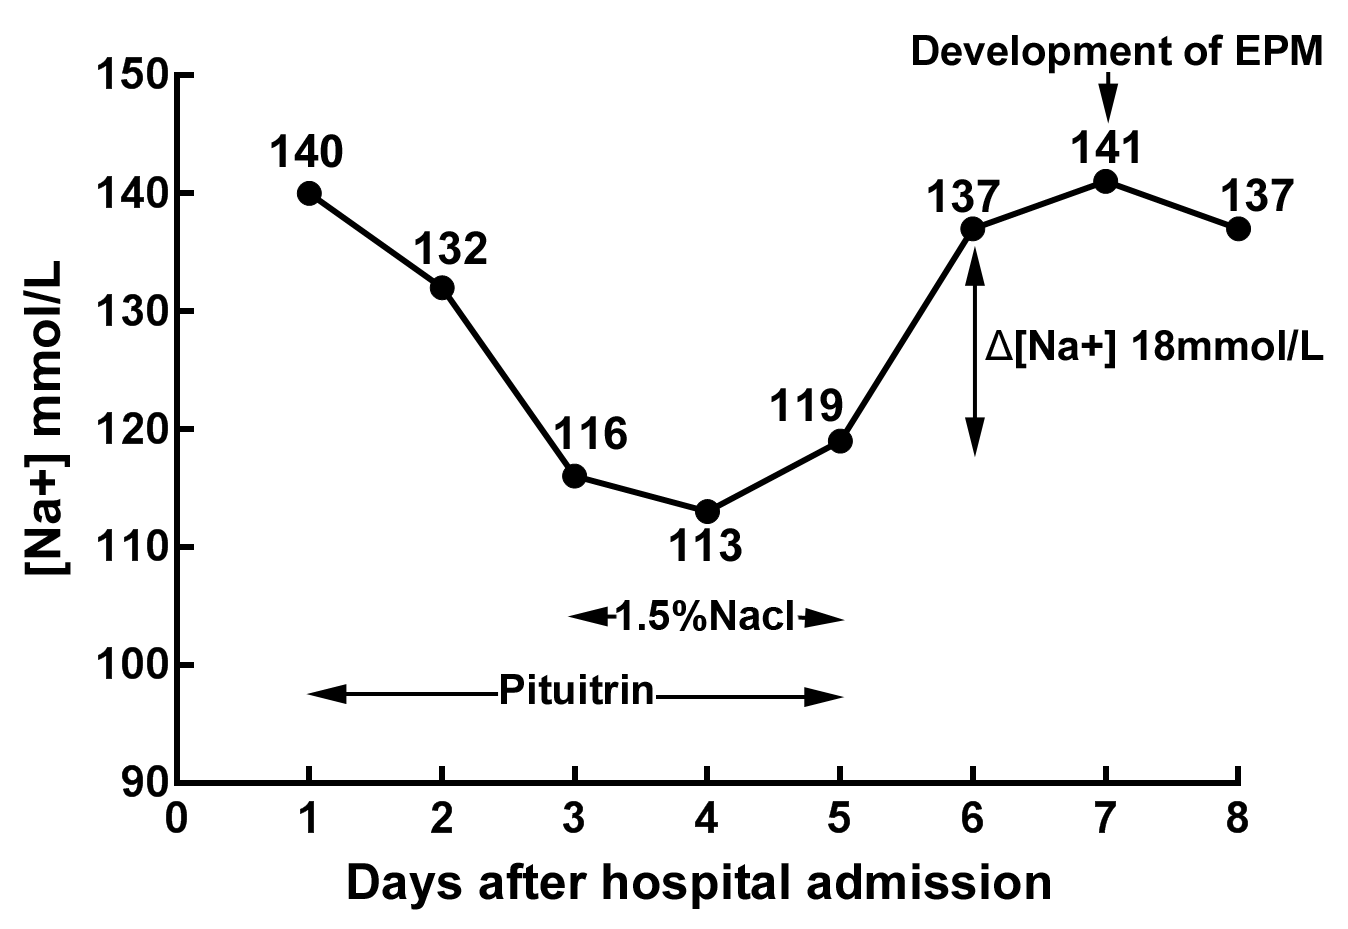 Development of EPM
150
140
141
140
137
137
132
130
Δ[Na+] 18mmol/L
[Na+] mmol/L
119
120
116
113
110
1.5%Nacl
100
Pituitrin
90
0 1 2 3 4 5 6 7 8
Days after hospital admission